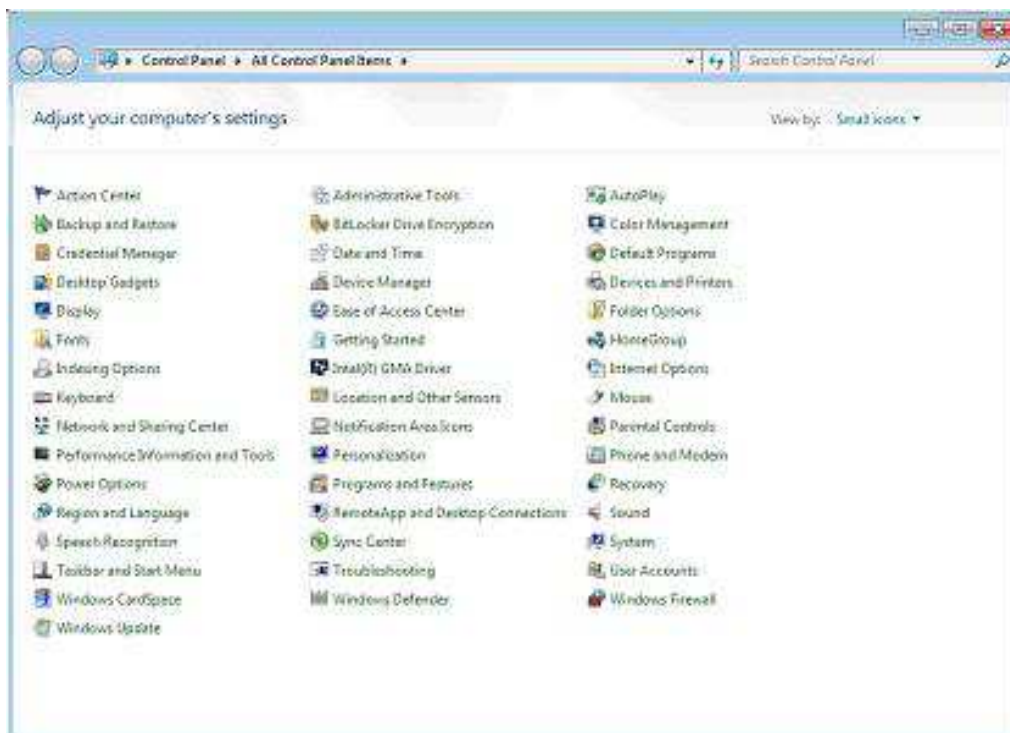 Control Panel All Control Panel Items
Search Control Panel
Adjust your computer's settings
View by: Small icons
Action Center Administrative Tools AutoPlay
Backup and Restore BitLocker Drive Encryption Color Management
Credential Manager Date and Time Default Programs
Desktop Gadgets Device Manager Devices and Printers
Display Ease of Access Center Folder Options
Fonts Getting Started HomeGroup
Indexing Options Intel(R) GMA Driver Internet Options
Keyboard Location and Other Sensors Mouse
Network and Sharing Center Notification Area Icons Parental Controls
Performance Information and Tools Personalization Phone and Modem
Power Options Programs and Features Recovery
Region and Language RemoteApp and Desktop Connections Sound
Speech Recognition Sync Center System
Taskbar and Start Menu Troubleshooting User Accounts
Windows CardSpace Windows Defender Windows Firewall
Windows Update